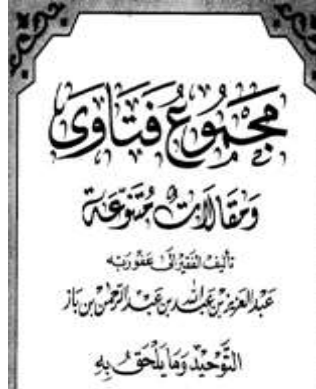 مجموع فتاوى
ومقالات متنوعة
تأليف الفقير إلى عفو ربه
عبد العزيز بن عبد الله بن عبد الرحمن بن باز
التوحيد وما يلحق به